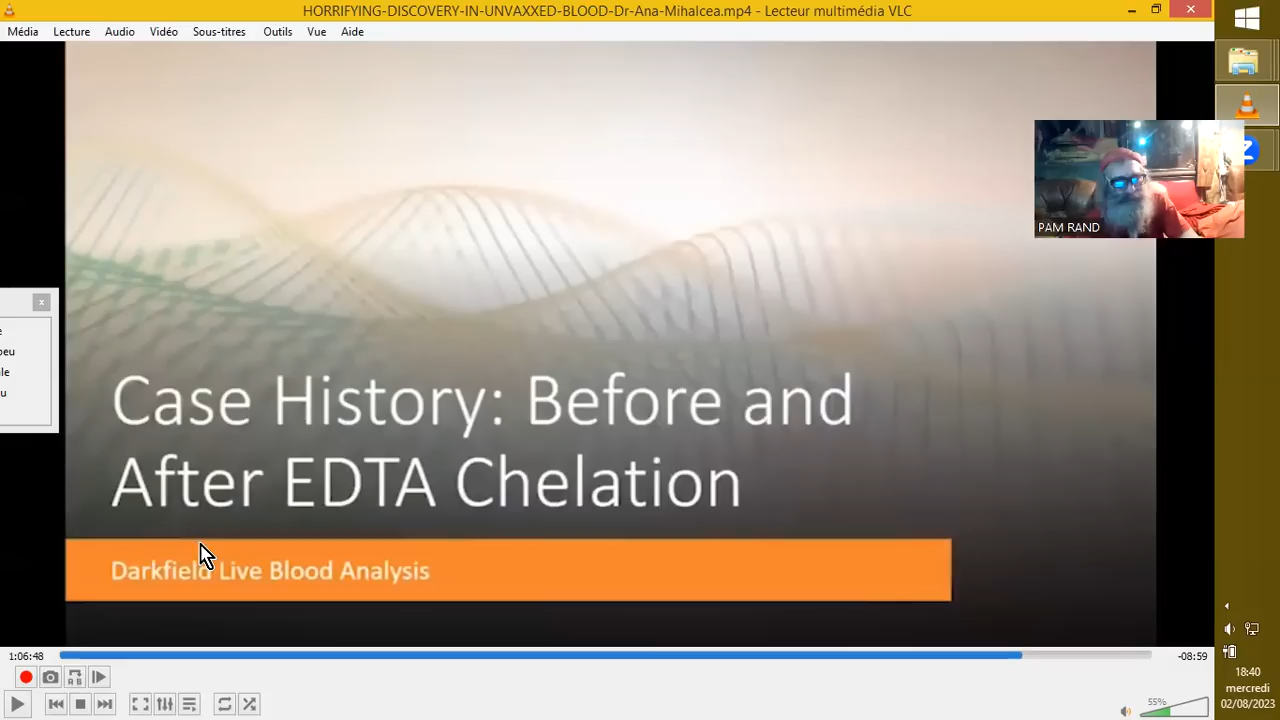 HORRIFYING-DISCOVERY-IN-UNVAXXED-BLOOD-Dr-Ana-Mihalcea.mp4 - Lecteur multimédia VLC
Média Lecture Audio Vidéo Sous-titres Outils Vue Aide
PAM RAND
Case History: Before and
After EDTA Chelation
Darkfield Live Blood Analysis
1:06:48
-08:59
55%
18:40
mercredi
02/08/2023